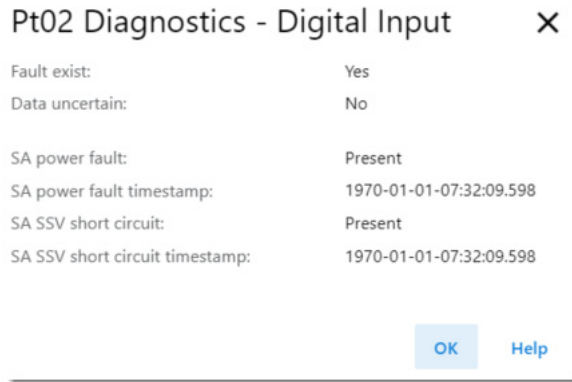 Pt02 Diagnostics - Digital Input
Fault exist: Yes
Data uncertain: No
SA power fault: Present
SA power fault timestamp: 1970-01-01-07:32:09.598
SA SSV short circuit: Present
SA SSV short circuit timestamp: 1970-01-01-07:32:09.598
OK Help